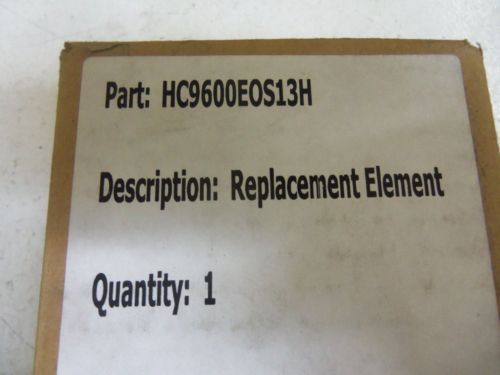 Part: HC9600EOS13H
Description: Replacement Element
Quantity: 1